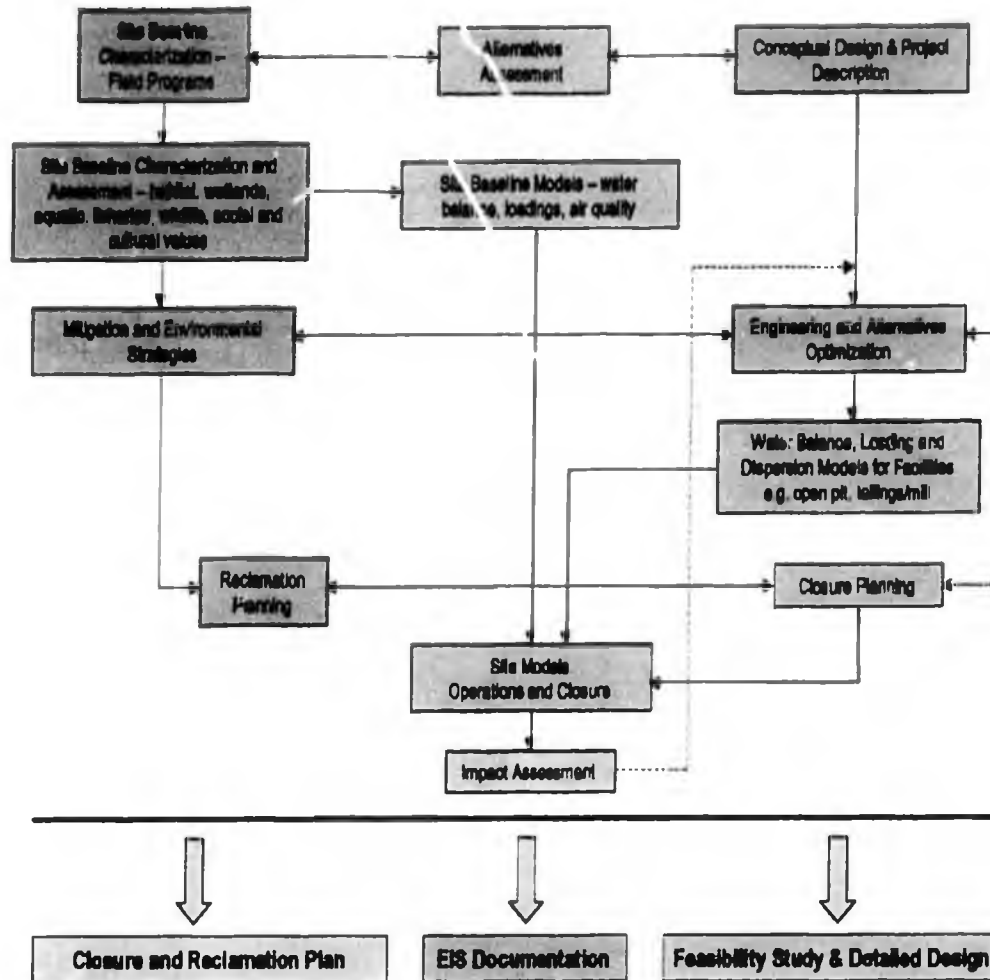 Site Baseline
Characterization –
Field Programs
Alternatives
Assessment
Conceptual Design & Project
Description
Site Baseline Characterization and
Assessment – habitat, wetlands,
aquatic, fisheries, wildlife, social and
cultural values
Site Baseline Models – water
balance, loadings, air quality
Mitigation and Environmental
Strategies
Engineering and Alternatives
Optimization
Water Balance, Loading and
Dispersion Models for Facilities
e.g. open pit, tailings/mill
Reclamation
Planning
Closure Planning
Site Models
Operations and Closure
Impact Assessment
Closure and Reclamation Plan
EIS Documentation
Feasibility Study & Detailed Design